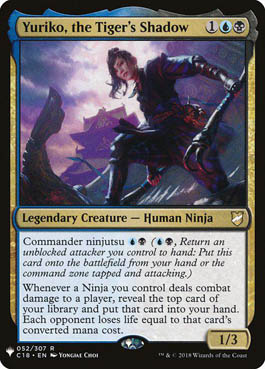 Yuriko, the Tiger's Shadow 1
Legendary Creature — Human Ninja
Commander ninjutsu (, Return an
unblocked attacker you control to hand: Put this
card onto the battlefield from your hand or the
command zone tapped and attacking.)
Whenever a Ninja you control deals combat
damage to a player, reveal the top card of
your library and put that card into your hand.
Each opponent loses life equal to that card's
converted mana cost.
1/3
052/307 R
C18 • EN YONGJAE CHOI
™ & © 2018 Wizards of the Coast